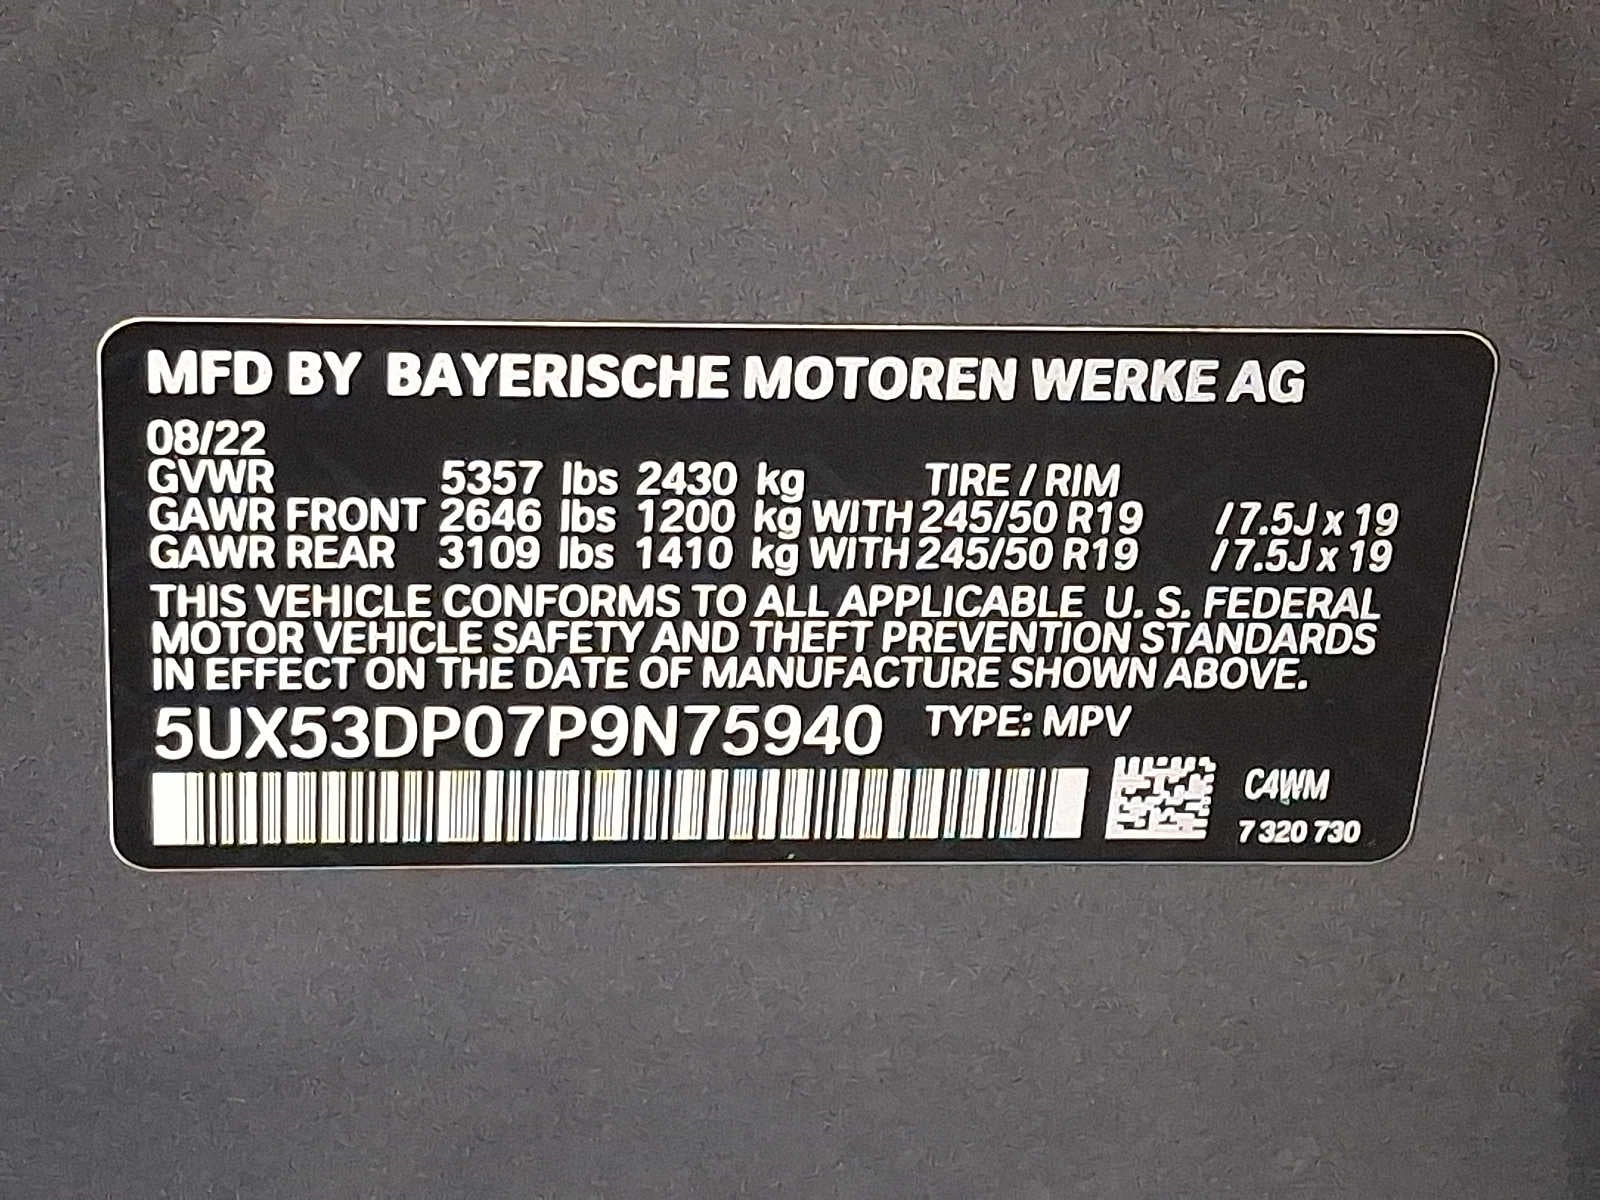 MFD BY BAYERISCHE MOTOREN WERKE AG
08/22
GVWR 5357 lbs 2430 kg TIRE / RIM
GAWR FRONT 2646 lbs 1200 kg WITH 245/50 R19 / 7.5J x 19
GAWR REAR 3109 lbs 1410 kg WITH 245/50 R19 / 7.5J x 19
THIS VEHICLE CONFORMS TO ALL APPLICABLE U. S. FEDERAL
MOTOR VEHICLE SAFETY AND THEFT PREVENTION STANDARDS
IN EFFECT ON THE DATE OF MANUFACTURE SHOWN ABOVE.
5UX53DP07P9N75940 TYPE: MPV
C4WM
7 320 730